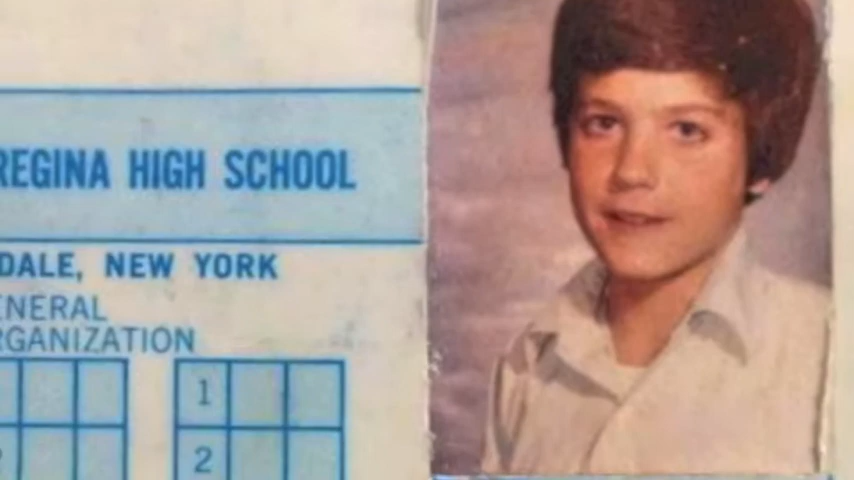 REGINA HIGH SCHOOL
DALE, NEW YORK
ENERAL
RGANIZATION
1
2